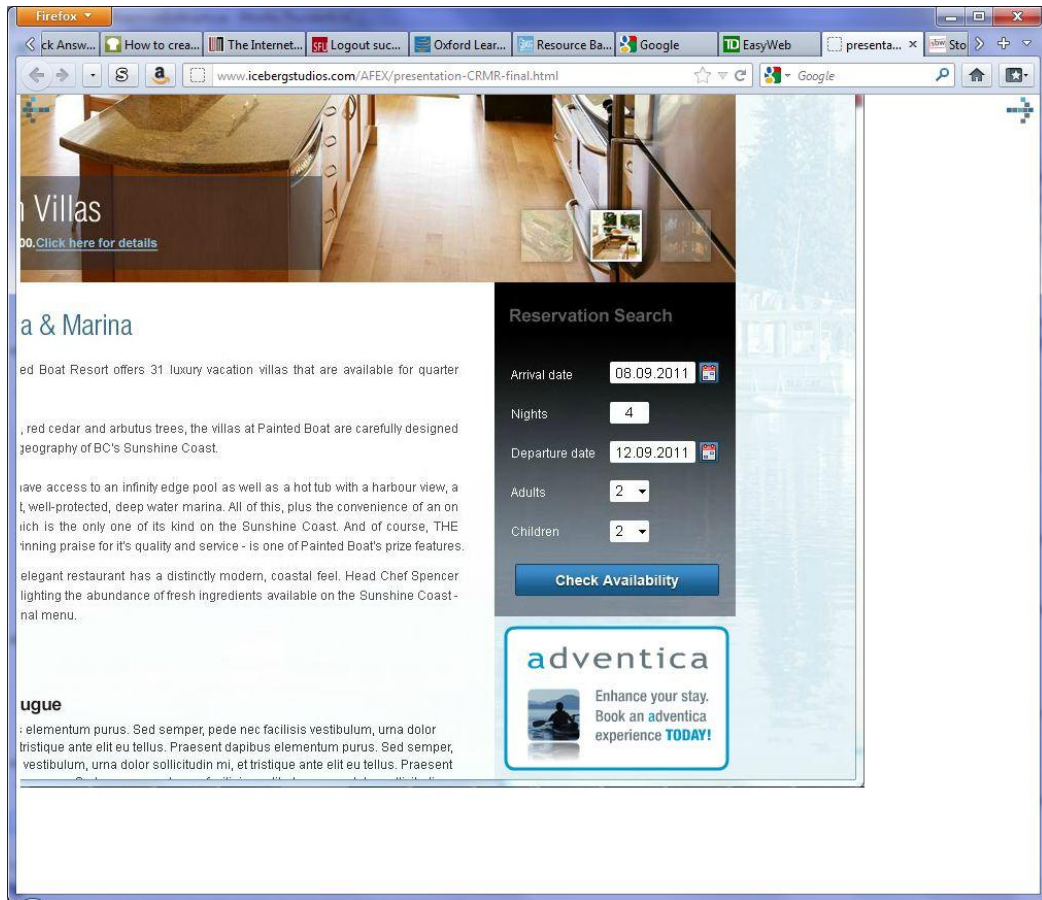 Firefox
ck Answ...
How to crea...
The Internet...
SFU Logout suc...
Oxford Lear...
Resource Ba...
Google
TD EasyWeb
presenta...
sbw Sto
S
a
www.icebergstudios.com/AFEX/presentation-CRMR-final.html
Google
Villas
00.Click here for details
a & Marina
ed Boat Resort offers 31 luxury vacation villas that are available for quarter
, red cedar and arbutus trees, the villas at Painted Boat are carefully designed
geography of BC's Sunshine Coast.
have access to an infinity edge pool as well as a hot tub with a harbour view, a
t, well-protected, deep water marina. All of this, plus the convenience of an on
hich is the only one of its kind on the Sunshine Coast. And of course, THE
inning praise for it's quality and service - is one of Painted Boat's prize features.
elegant restaurant has a distinctly modern, coastal feel. Head Chef Spencer
lighting the abundance of fresh ingredients available on the Sunshine Coast -
nal menu.
ugue
elementum purus. Sed semper, pede nec facilisis vestibulum, urna dolor
tristique ante elit eu tellus. Praesent dapibus elementum purus. Sed semper,
vestibulum, urna dolor sollicitudin mi, et tristique ante elit eu tellus. Praesent
Reservation Search
Arrival date 08.09.2011
Nights 4
Departure date 12.09.2011
Adults 2
Children 2
Check Availability
adventica
Enhance your stay.
Book an adventica
experience TODAY!